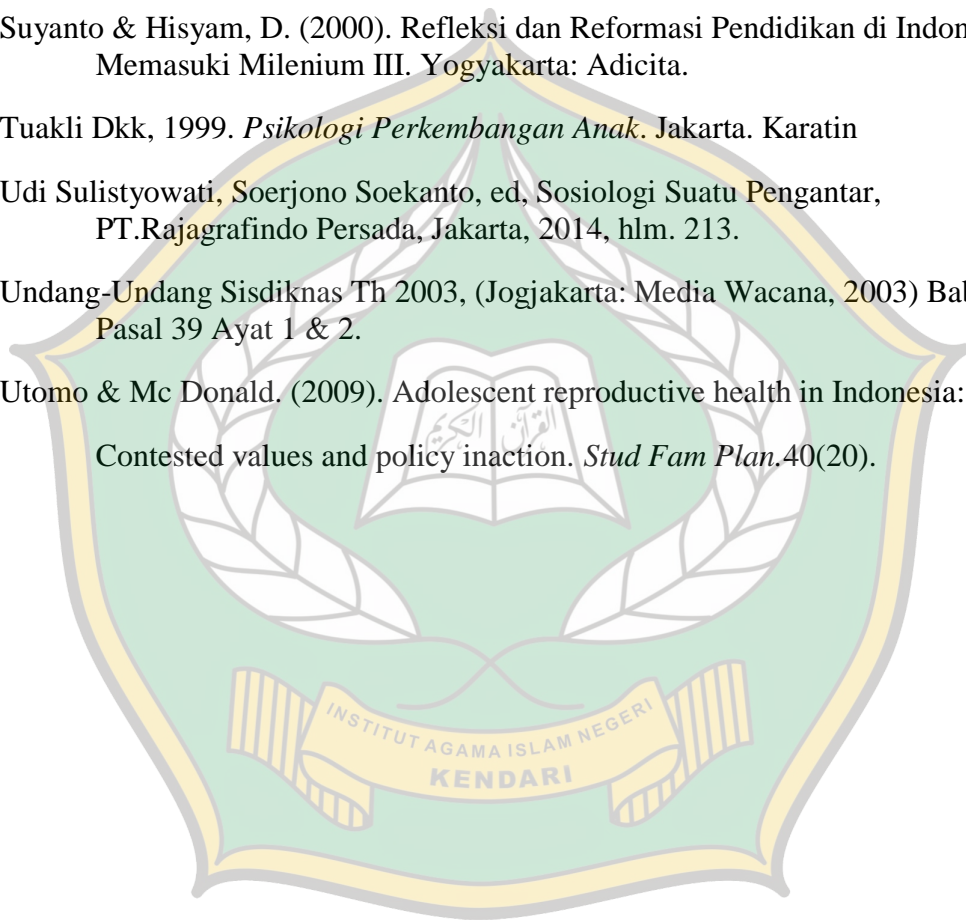 Suyanto & Hisyam, D. (2000). Refleksi dan Reformasi Pendidikan di Indon
Memasuki Milenium III. Yogyakarta: Adicita.
Tuakli Dkk, 1999. Psikologi Perkembangan Anak. Jakarta. Karatin
Udi Sulistyowati, Soerjono Soekanto, ed, Sosiologi Suatu Pengantar,
PT.Rajagrafindo Persada, Jakarta, 2014, hlm. 213.
Undang-Undang Sisdiknas Th 2003, (Jogjakarta: Media Wacana, 2003) Bab
Pasal 39 Ayat 1 & 2.
Utomo & Mc Donald. (2009). Adolescent reproductive health in Indonesia:
القرآن الكريم
Contested values and policy inaction. Stud Fam Plan.40(20).
INSTITUT AGAMA ISLAM NEGERI
KENDARI